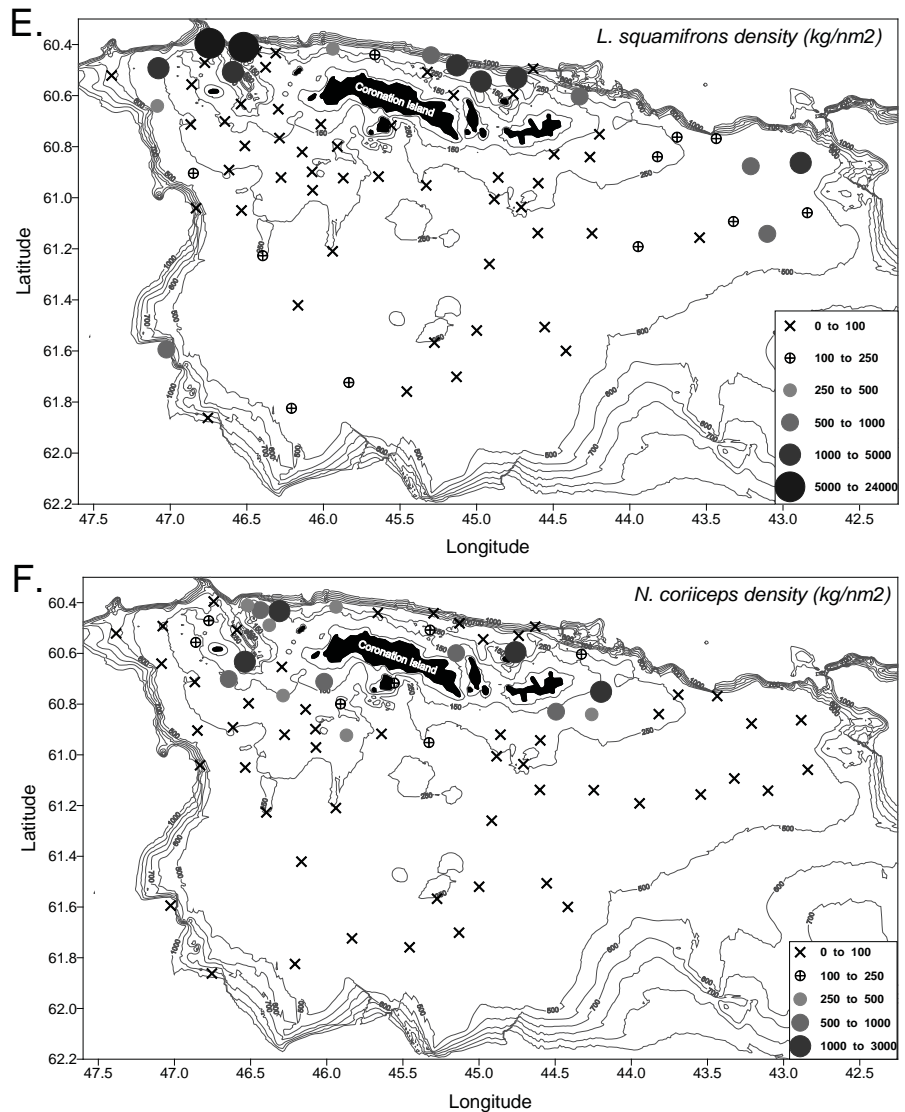 E.
L. squamifrons density (kg/nm2)
Coronation Island
Latitude
60.4
60.6
60.8
61.0
61.2
61.4
61.6
61.8
62.0
62.2
0 to 100
100 to 250
250 to 500
500 to 1000
1000 to 5000
5000 to 24000
47.5 47.0 46.5 46.0 45.5 45.0 44.5 44.0 43.5 43.0 42.5
Longitude
F.
N. coriiceps density (kg/nm2)
Coronation Island
Latitude
60.4
60.6
60.8
61.0
61.2
61.4
61.6
61.8
62.0
62.2
0 to 100
100 to 250
250 to 500
500 to 1000
1000 to 3000
47.5 47.0 46.5 46.0 45.5 45.0 44.5 44.0 43.5 43.0 42.5
Longitude